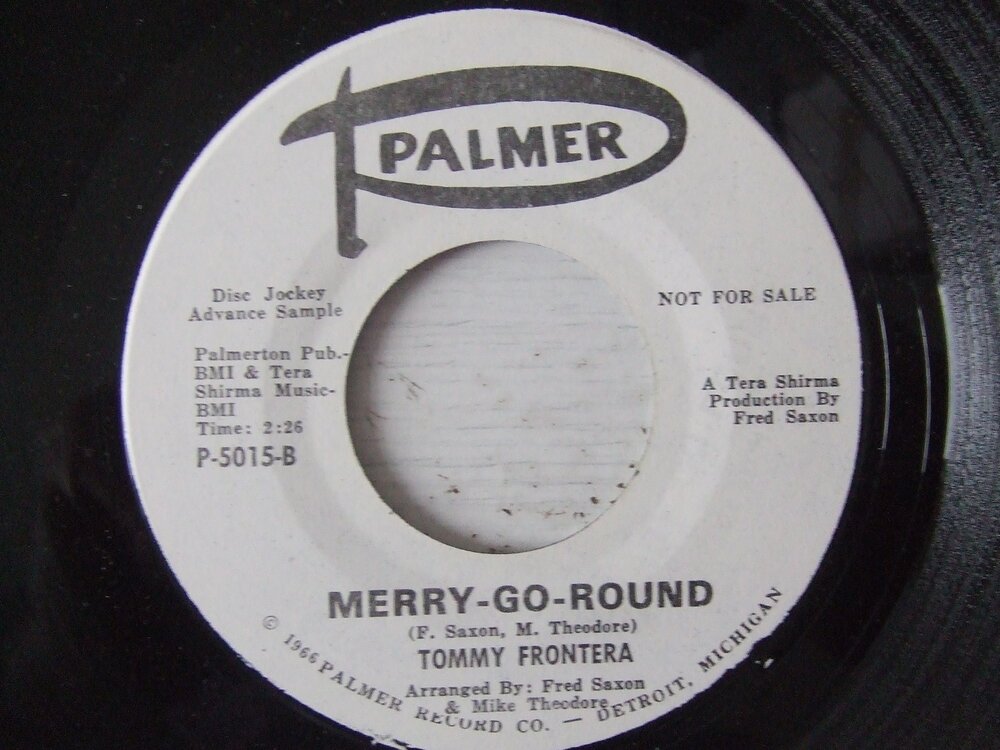 PALMER
Disc Jockey
Advance Sample
NOT FOR SALE
Palmerton Pub.-
BMI & Tera
Shirma Music-
BMI
Time: 2:26
P-5015-B
A Tera Shirma
Production By
Fred Saxon
MERRY-GO-ROUND
(F. Saxon, M. Theodore)
TOMMY FRONTERA
Arranged By: Fred Saxon
& Mike Theodore
© 1966 PALMER RECORD CO. — DETROIT, MICHIGAN